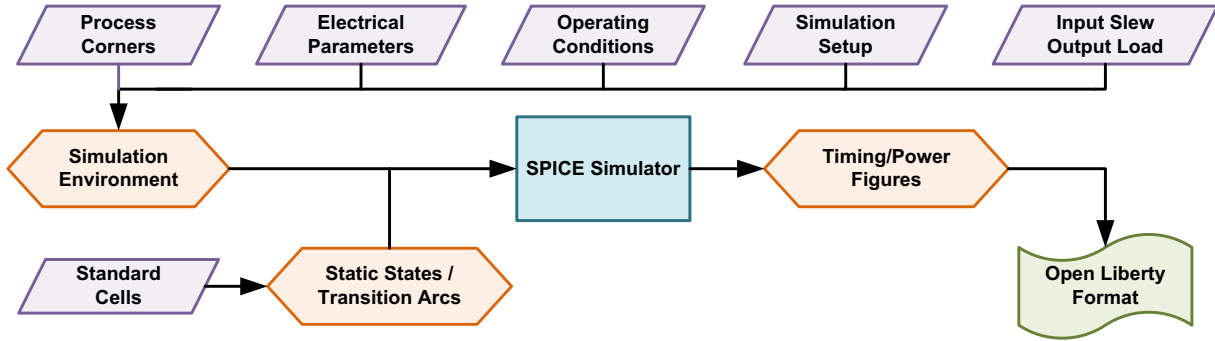 Process
Corners
Electrical
Parameters
Operating
Conditions
Simulation
Setup
Input Slew
Output Load
Simulation
Environment
SPICE Simulator
Timing/Power
Figures
Standard
Cells
Static States /
Transition Arcs
Open Liberty
Format